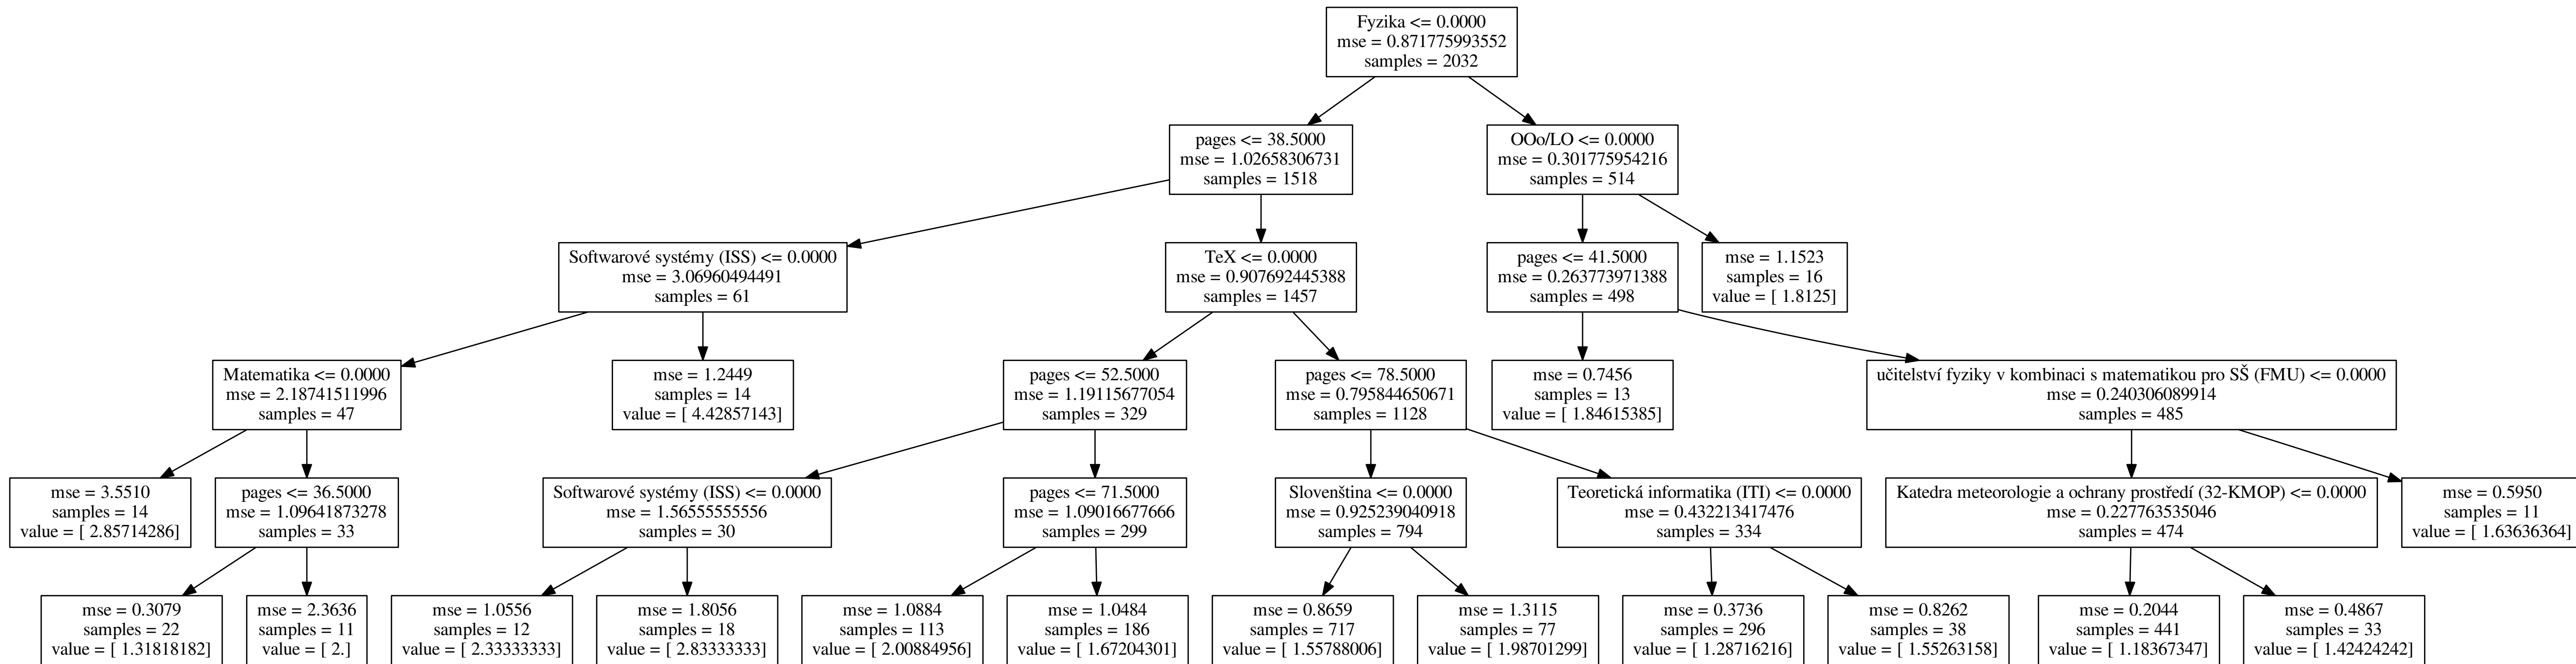 Fyzika <= 0.0000
mse = 0.871775993552
samples = 2032
pages <= 38.5000
mse = 1.02658306731
samples = 1518
OOo/LO <= 0.0000
mse = 0.301775954216
samples = 514
Softwarové systémy (ISS) <= 0.0000
mse = 3.06960494491
samples = 61
TeX <= 0.0000
mse = 0.907692445388
samples = 1457
pages <= 41.5000
mse = 0.263773971388
samples = 498
mse = 1.1523
samples = 16
value = [ 1.8125]
Matematika <= 0.0000
mse = 2.18741511996
samples = 47
mse = 1.2449
samples = 14
value = [ 4.42857143]
pages <= 52.5000
mse = 1.19115677054
samples = 329
pages <= 78.5000
mse = 0.795844650671
samples = 1128
mse = 0.7456
samples = 13
value = [ 1.84615385]
učitelství fyziky v kombinaci s matematikou pro SŠ (FMU) <= 0.0000
mse = 0.240306089914
samples = 485
mse = 3.5510
samples = 14
value = [ 2.85714286]
pages <= 36.5000
mse = 1.09641873278
samples = 33
Softwarové systémy (ISS) <= 0.0000
mse = 1.56555555556
samples = 30
pages <= 71.5000
mse = 1.09016677666
samples = 299
Slovenština <= 0.0000
mse = 0.925239040918
samples = 794
Teoretická informatika (ITI) <= 0.0000
mse = 0.432213417476
samples = 334
Katedra meteorologie a ochrany prostředí (32-KMOP) <= 0.0000
mse = 0.227763535046
samples = 474
mse = 0.5950
samples = 11
value = [ 1.63636364]
mse = 0.3079
samples = 22
value = [ 1.31818182]
mse = 2.3636
samples = 11
value = [ 2.]
mse = 1.0556
samples = 12
value = [ 2.33333333]
mse = 1.8056
samples = 18
value = [ 2.83333333]
mse = 1.0884
samples = 113
value = [ 2.00884956]
mse = 1.0484
samples = 186
value = [ 1.67204301]
mse = 0.8659
samples = 717
value = [ 1.55788006]
mse = 1.3115
samples = 77
value = [ 1.98701299]
mse = 0.3736
samples = 296
value = [ 1.28716216]
mse = 0.8262
samples = 38
value = [ 1.55263158]
mse = 0.2044
samples = 441
value = [ 1.18367347]
mse = 0.4867
samples = 33
value = [ 1.42424242]